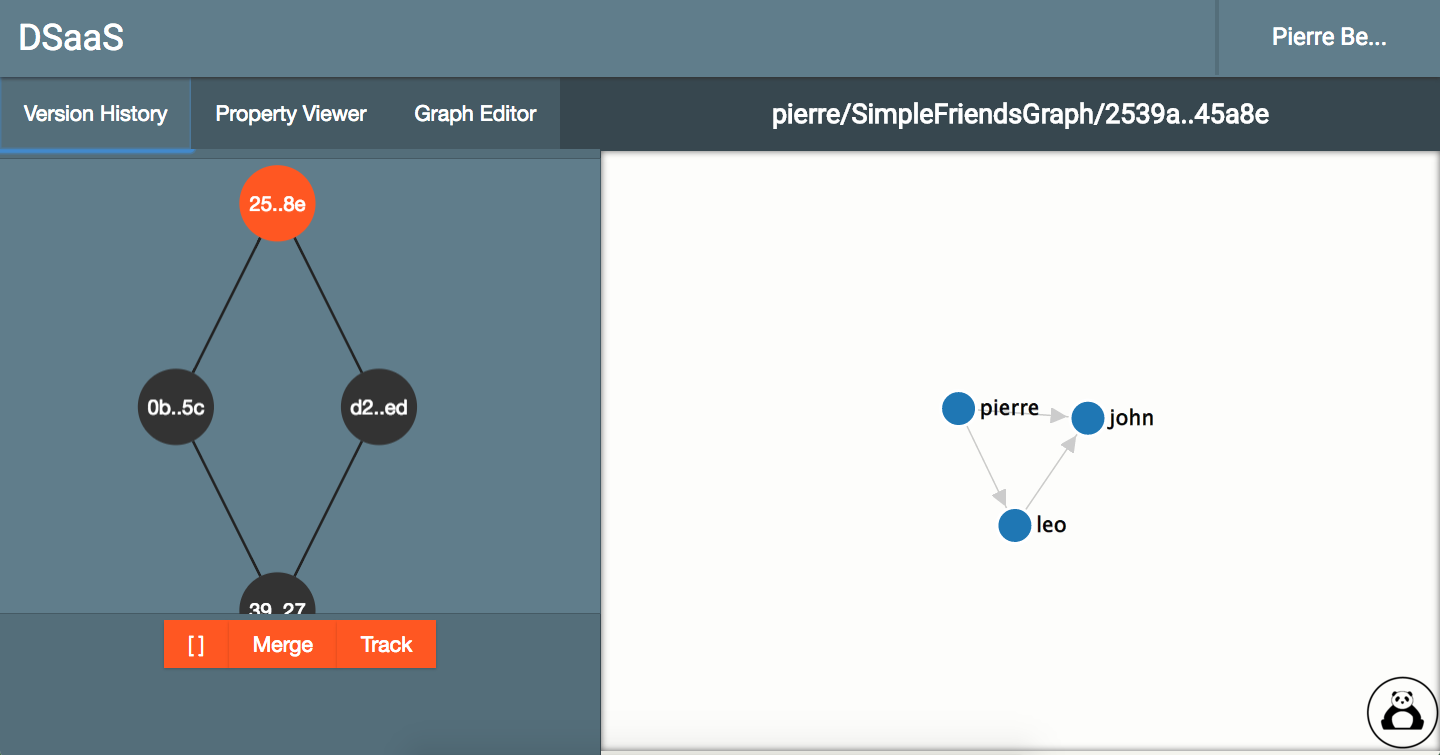 DSaaS
Pierre Be...
Version History
Property Viewer
Graph Editor
pierre/SimpleFriendsGraph/2539a..45a8e
25..8e
0b..5c
d2..ed
39..27
pierre
john
leo
[ ]
Merge
Track